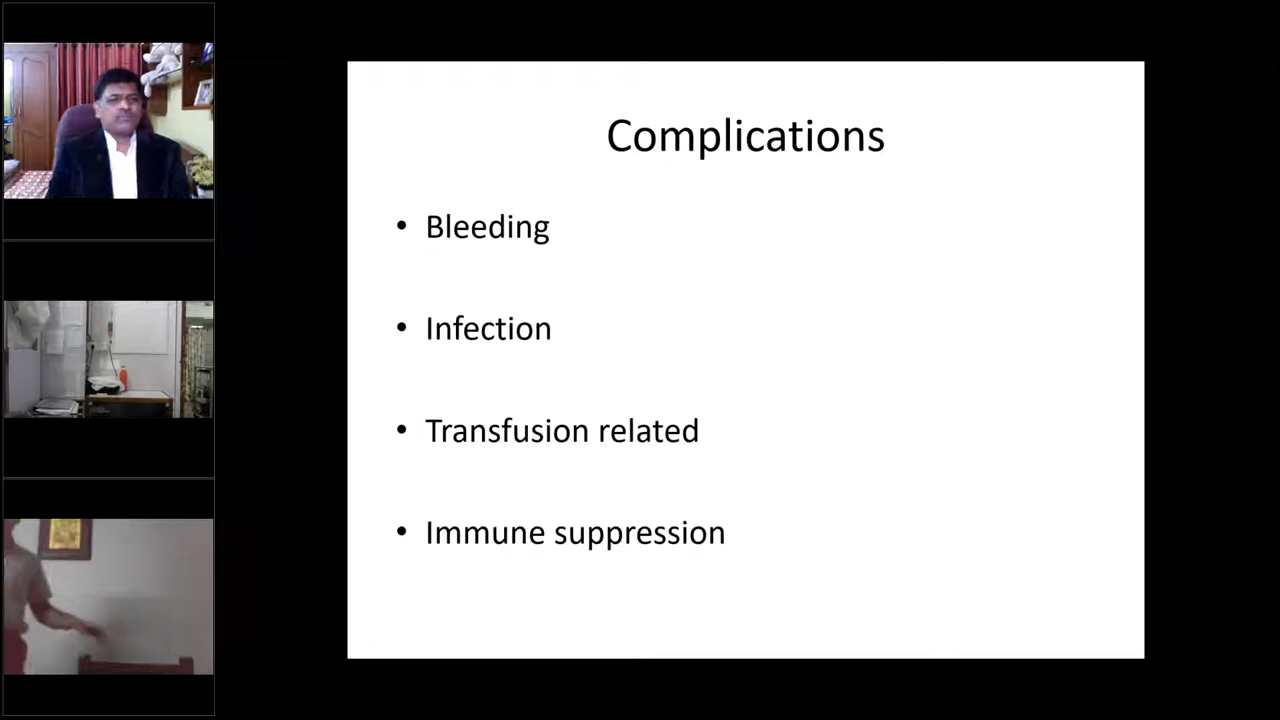 Complications
• Bleeding
• Infection
• Transfusion related
• Immune suppression